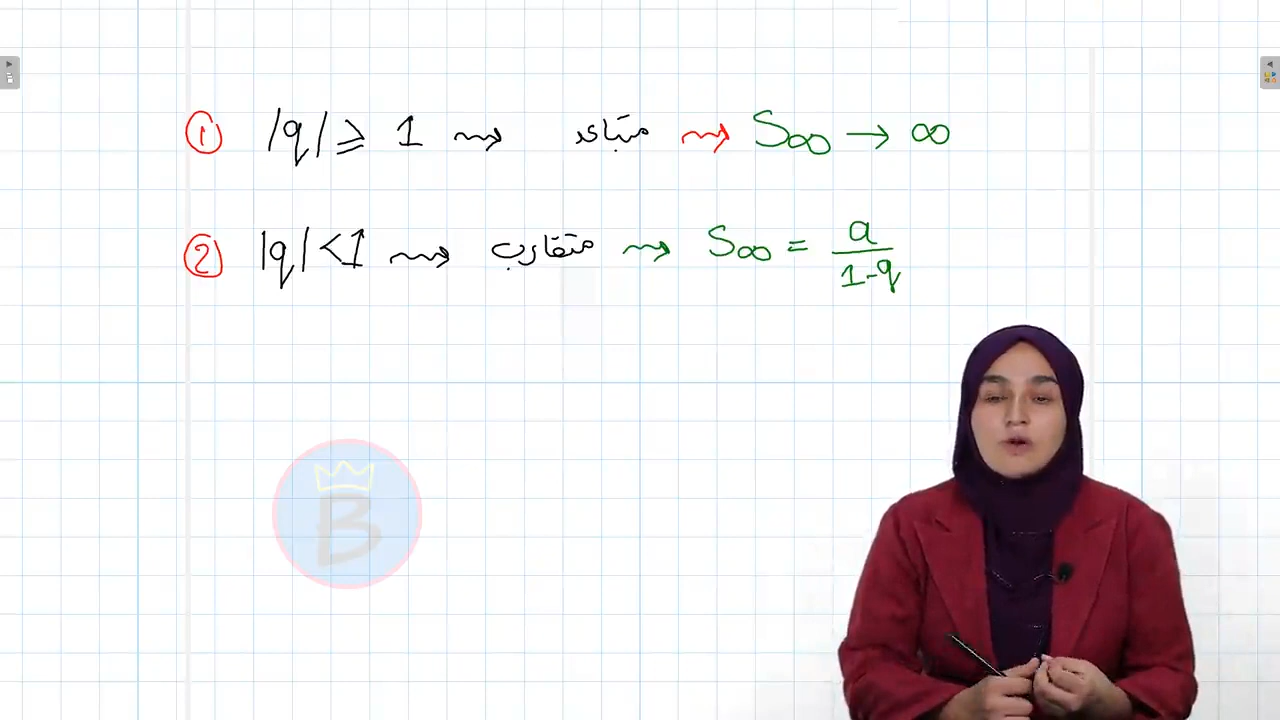 ① |q| ⩾ 1 ⇝ متباعد ⇝ S∞ → ∞
② |q| < 1 ⇝ متقارب ⇝ S∞ = a / 1-q
B